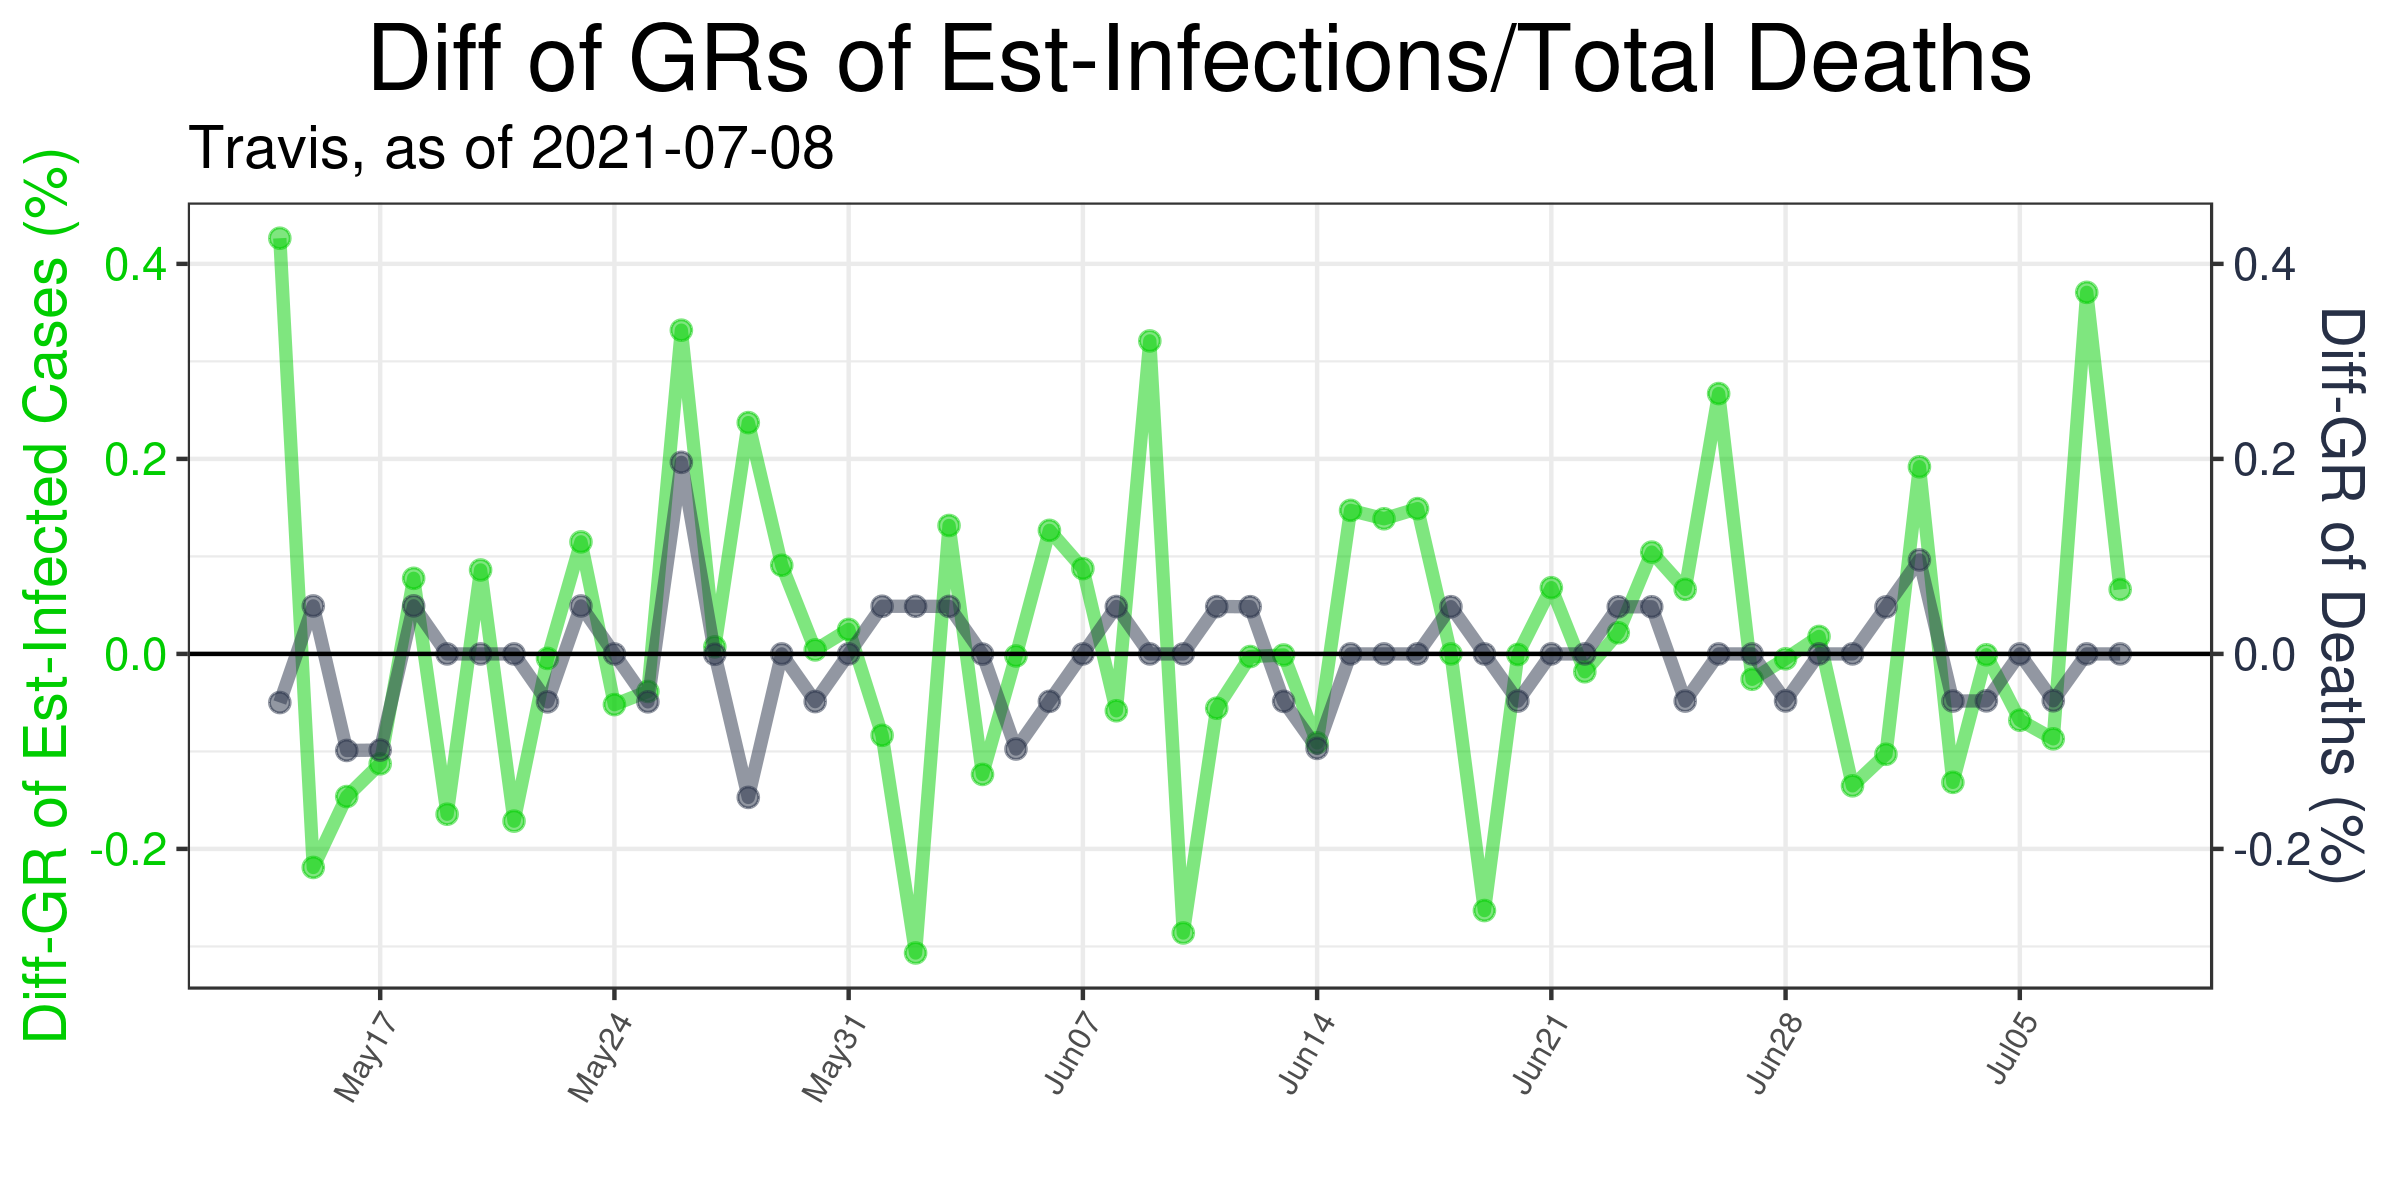 Diff of GRs of Est-Infections/Total Deaths
Travis, as of 2021-07-08
Diff-GR of Est-Infected Cases (%)
0.4
0.2
0.0
-0.2
0.4
0.2
0.0
-0.2
Diff-GR of Deaths (%)
May17
May24
May31
Jun07
Jun14
Jun21
Jun28
Jul05